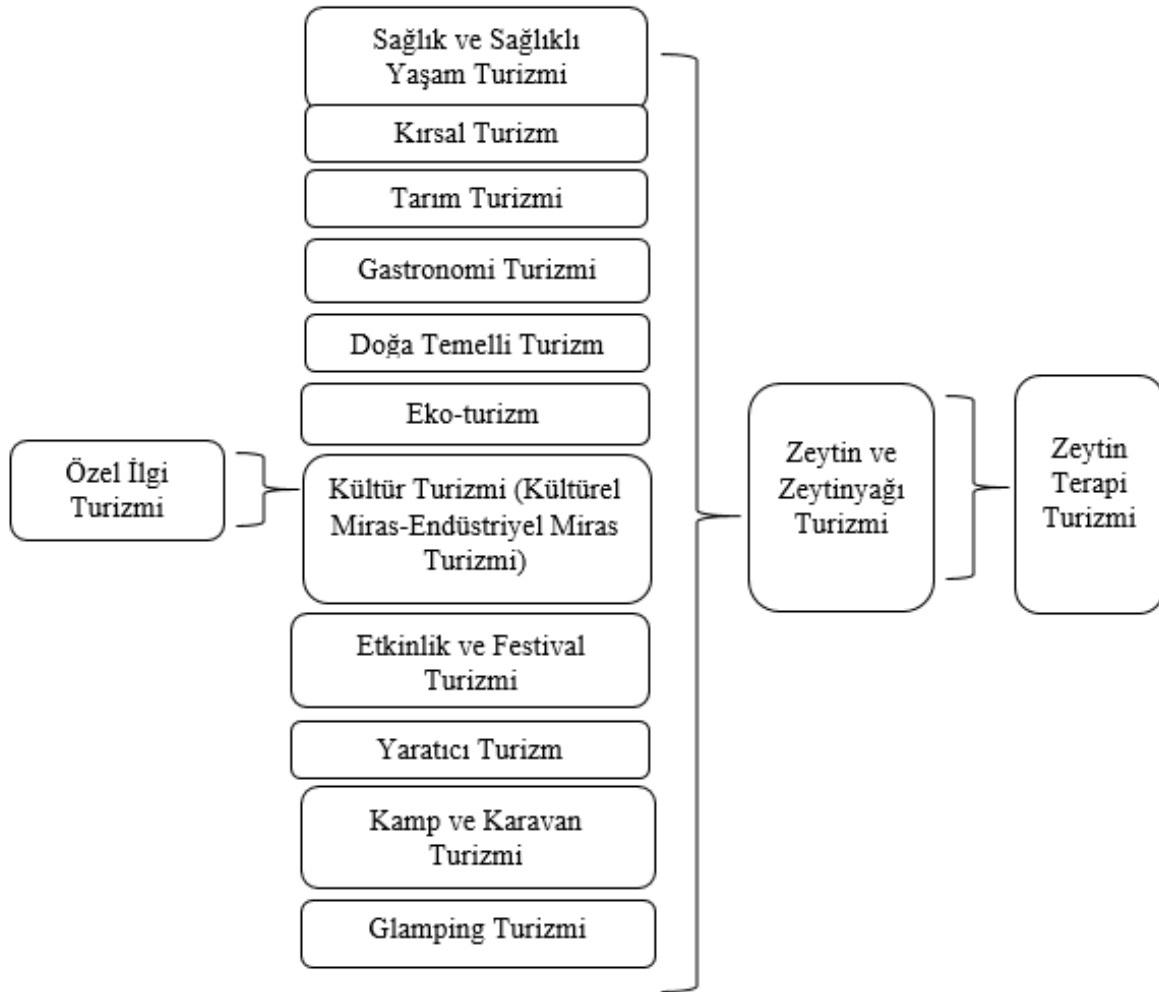 Özel İlgi
Turizmi
Sağlık ve Sağlıklı
Yaşam Turizmi
Kırsal Turizm
Tarım Turizmi
Gastronomi Turizmi
Doğa Temelli Turizm
Eko-turizm
Kültür Turizmi (Kültürel
Miras-Endüstriyel Miras
Turizmi)
Etkinlik ve Festival
Turizmi
Yaratıcı Turizm
Kamp ve Karavan
Turizmi
Glamping Turizmi
Zeytin ve
Zeytinyağı
Turizmi
Zeytin
Terapi
Turizmi